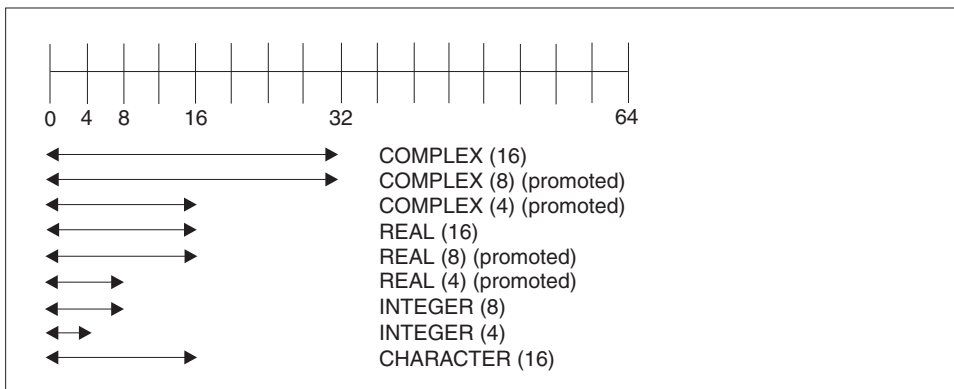 0 4 8 16 32 64
COMPLEX (16)
COMPLEX (8) (promoted)
COMPLEX (4) (promoted)
REAL (16)
REAL (8) (promoted)
REAL (4) (promoted)
INTEGER (8)
INTEGER (4)
CHARACTER (16)